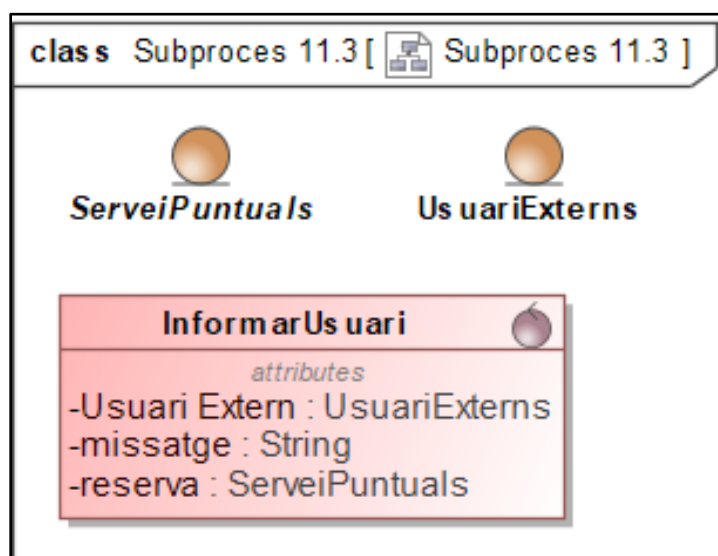 class Subproces 11.3 [ Subproces 11.3 ]
ServeiPuntuals UsuariExterns
InformarUsuari
attributes
-Usuari Extern : UsuariExterns
-missatge : String
-reserva : ServeiPuntuals